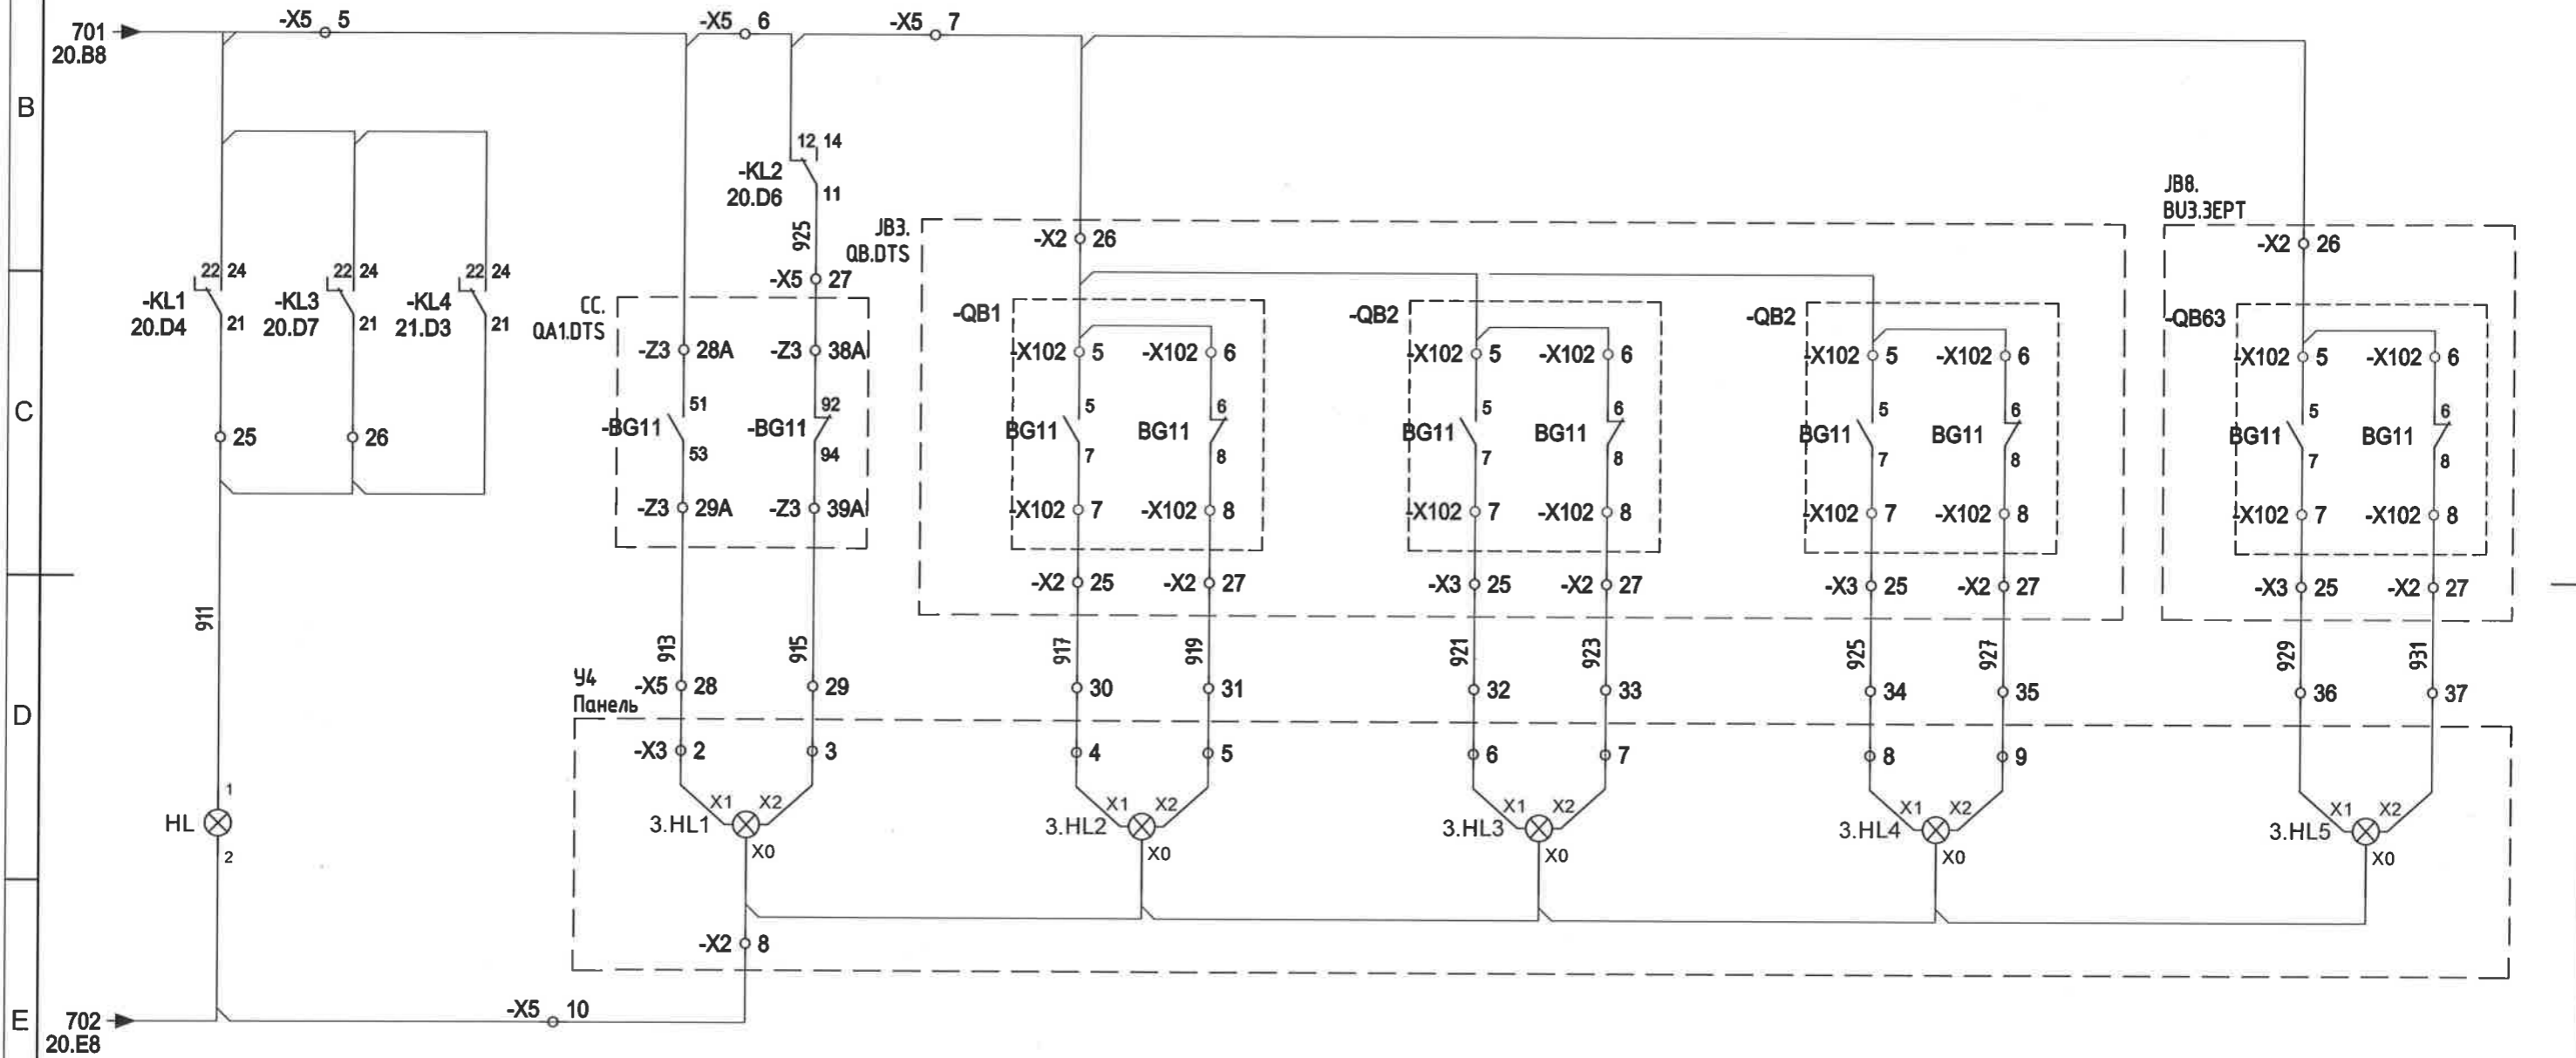 -X5 5
-X5 6
-X5 7
701
20.B8
B
12 14
-KL2
20.D6
11
925
JB3.
QB.DTS
JB8.
BU3.ЗЕРТ
-X2 26
-X2 26
22 24
-KL1
20.D4
21
22 24
-KL3
20.D7
21
22 24
-KL4
21.D3
21
-X5 27
CC.
QA1.DTS
-QB1
-QB2
-QB2
-QB63
-Z3 28A
-Z3 38A
-X102 5
-X102 6
-X102 5
-X102 6
-X102 5
-X102 6
-X102 5
-X102 6
C
25
26
51
-BG11
53
92
-BG11
94
5
BG11
7
6
BG11
8
5
BG11
7
6
BG11
8
5
BG11
7
6
BG11
8
5
BG11
7
6
BG11
8
-Z3 29A
-Z3 39A
-X102 7
-X102 8
-X102 7
-X102 8
-X102 7
-X102 8
-X102 7
-X102 8
-X2 25
-X2 27
-X3 25
-X2 27
-X3 25
-X2 27
-X3 25
-X2 27
911
913
915
917
919
921
923
925
927
929
931
У4
Панель
-X5 28
29
30
31
32
33
34
35
36
37
D
-X3 2
3
4
5
6
7
8
9
1
HL
2
X1 X2
3.HL1
X0
X1 X2
3.HL2
X0
X1 X2
3.HL3
X0
X1 X2
3.HL4
X0
X1 X2
3.HL5
X0
-X2 8
-X5 10
E
702
20.E8